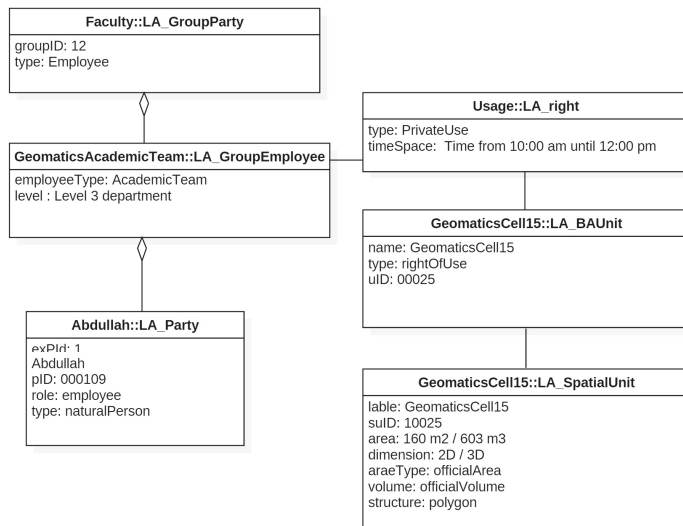 Faculty::LA_GroupParty
groupID: 12
type: Employee
GeomaticsAcademicTeam::LA_GroupEmployee
employeeType: AcademicTeam
level : Level 3 department
Abdullah::LA_Party
exPId: 1
Abdullah
pID: 000109
role: employee
type: naturalPerson
Usage::LA_right
type: PrivateUse
timeSpace: Time from 10:00 am until 12:00 pm
GeomaticsCell15::LA_BAUnit
name: GeomaticsCell15
type: rightOfUse
uID: 00025
GeomaticsCell15::LA_SpatialUnit
lable: GeomaticsCell15
suID: 10025
area: 160 m2 / 603 m3
dimension: 2D / 3D
araeType: officialArea
volume: officialVolume
structure: polygon